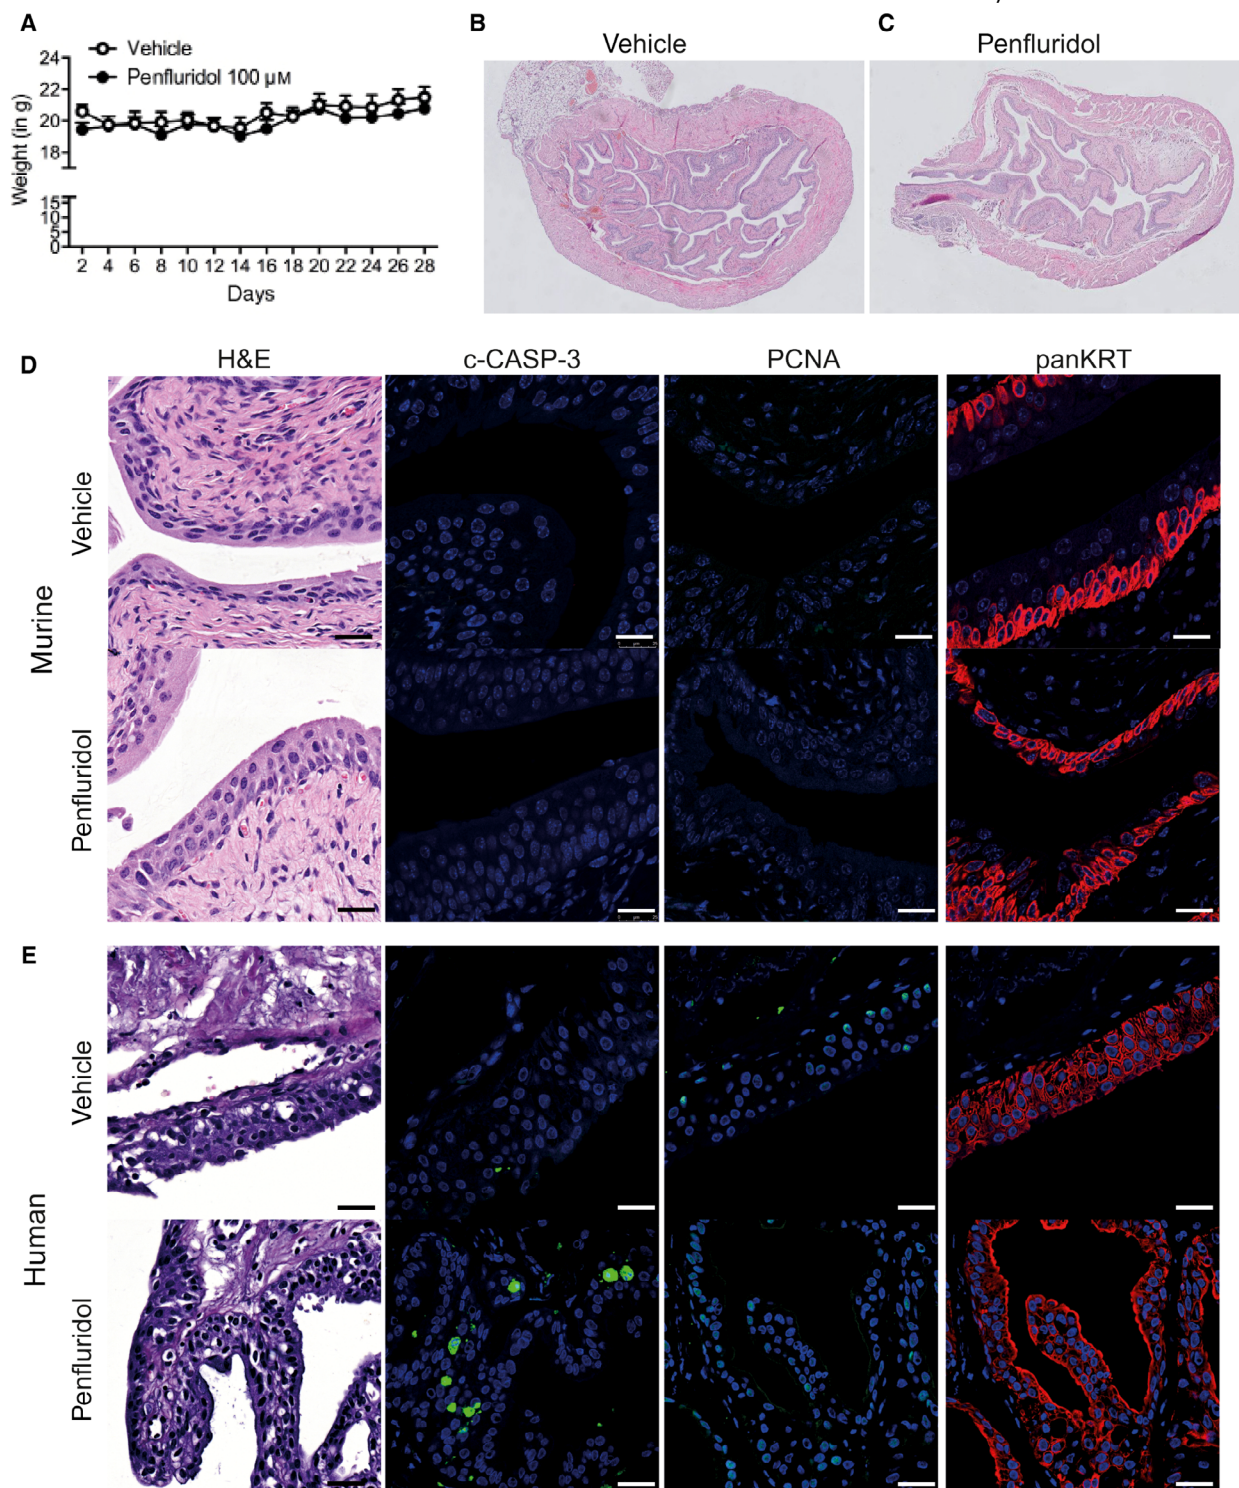 A
B
C
Vehicle
Penfluridol
Vehicle
Penfluridol 100 μM
Weight (in g)
24
22
20
18
15
10
5
0
2 4 6 8 10 12 14 16 18 20 22 24 26 28
Days
D
H&E
c-CASP-3
PCNA
panKRT
Murine
Vehicle
Penfluridol
E
Human
Vehicle
Penfluridol